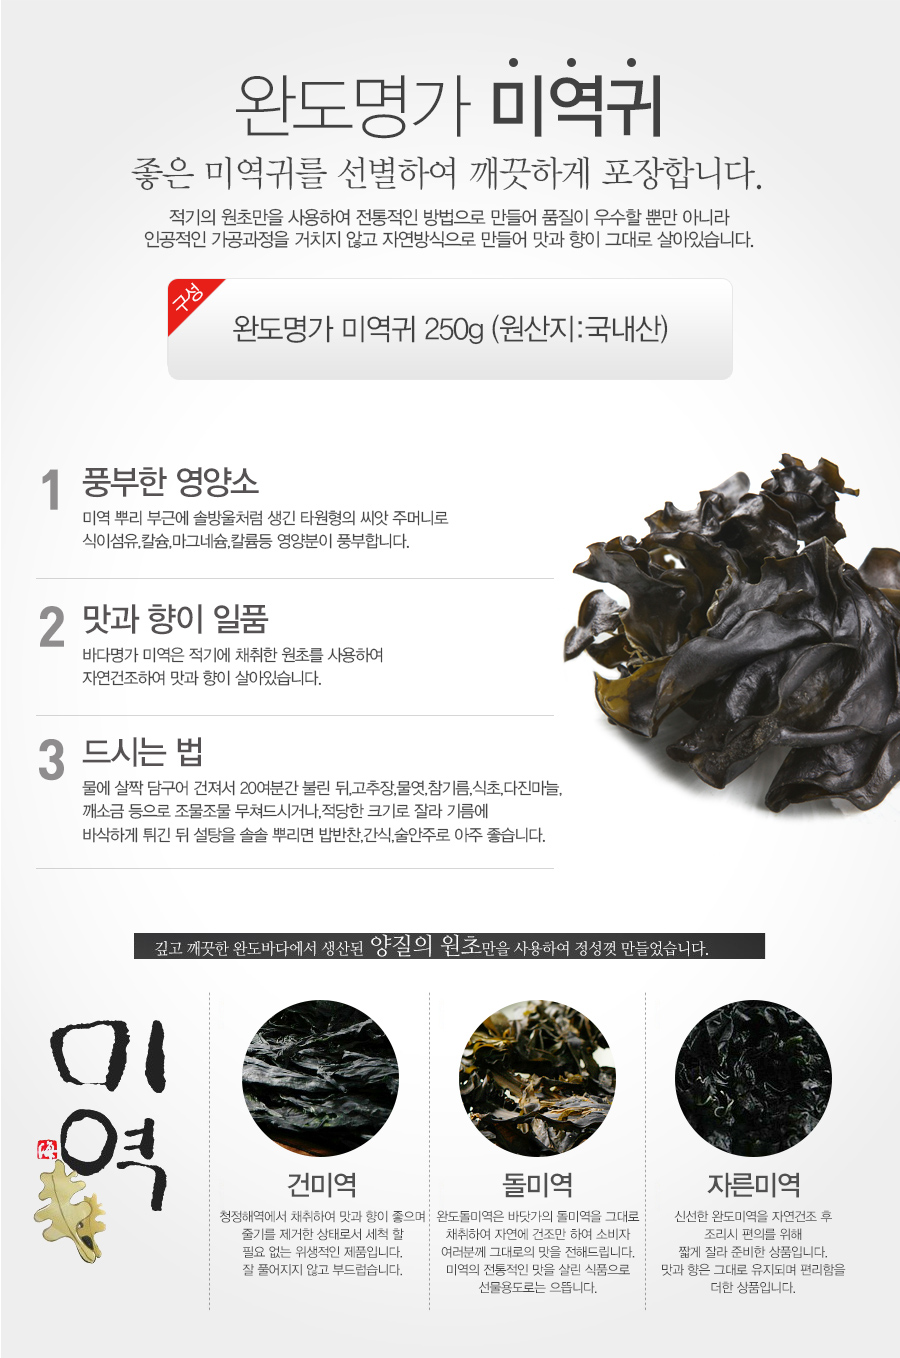 완도명가 미역귀
좋은 미역귀를 선별하여 깨끗하게 포장합니다.
적기의 원초만을 사용하여 전통적인 방법으로 만들어 품질이 우수할 뿐만 아니라
인공적인 가공과정을 거치지 않고 자연방식으로 만들어 맛과 향이 그대로 살아있습니다.
구성
완도명가 미역귀 250g (원산지:국내산)
1 풍부한 영양소
미역 뿌리 부근에 솔방울처럼 생긴 타원형의 씨앗 주머니로
식이섬유,칼슘,마그네슘,칼륨등 영양분이 풍부합니다.
2 맛과 향이 일품
바다명가 미역은 적기에 채취한 원초를 사용하여
자연건조하여 맛과 향이 살아있습니다.
3 드시는 법
물에 살짝 담구어 건져서 20여분간 불린 뒤,고추장,물엿,참기름,식초,다진마늘,
깨소금 등으로 조물조물 무쳐드시거나,적당한 크기로 잘라 기름에
바삭하게 튀긴 뒤 설탕을 솔솔 뿌리면 밥반찬,간식,술안주로 아주 좋습니다.
깊고 깨끗한 완도바다에서 생산된 양질의 원초만을 사용하여 정성껏 만들었습니다.
미역
건미역
청정해역에서 채취하여 맛과 향이 좋으며
줄기를 제거한 상태로서 세척 할
필요 없는 위생적인 제품입니다.
잘 풀어지지 않고 부드럽습니다.
돌미역
완도돌미역은 바닷가의 돌미역을 그대로
채취하여 자연에 건조만 하여 소비자
여러분께 그대로의 맛을 전해드립니다.
미역의 전통적인 맛을 살린 식품으로
선물용도로는 으뜹니다.
자른미역
신선한 완도미역을 자연건조 후
조리시 편의를 위해
짧게 잘라 준비한 상품입니다.
맛과 향은 그대로 유지되며 편리함을
더한 상품입니다.